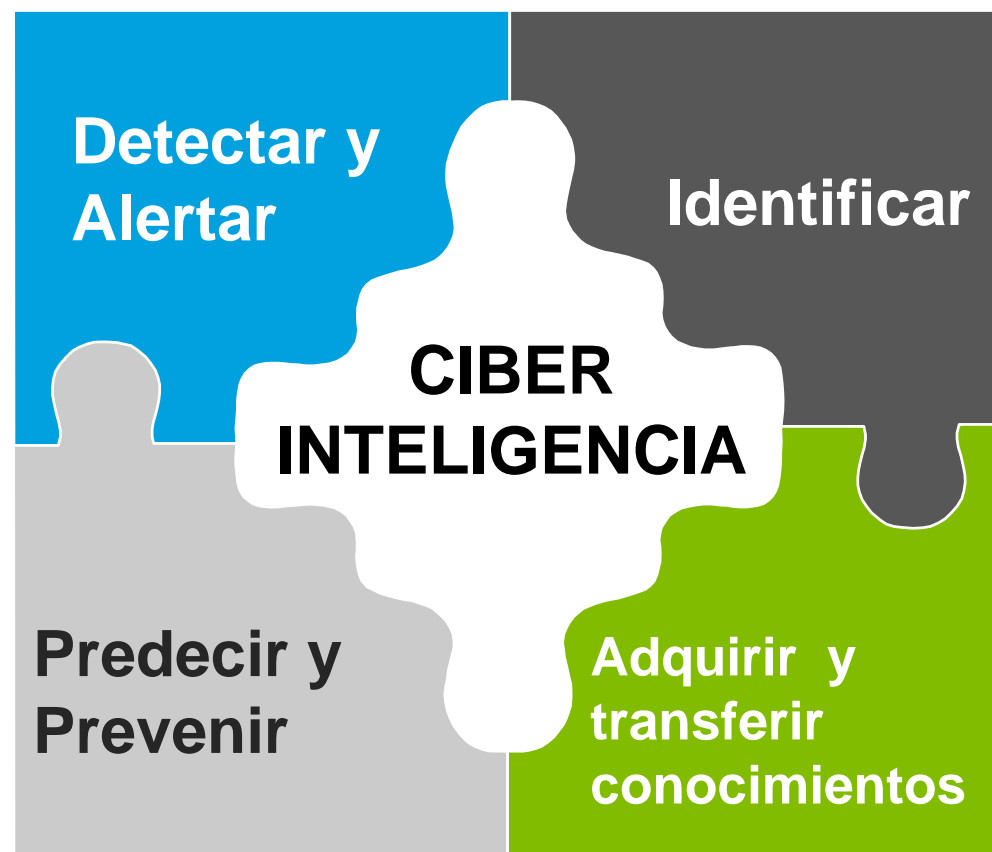 Detectar y
Alertar
Identificar
CIBER
INTELIGENCIA
Predecir y
Prevenir
Adquirir y
transferir
conocimientos